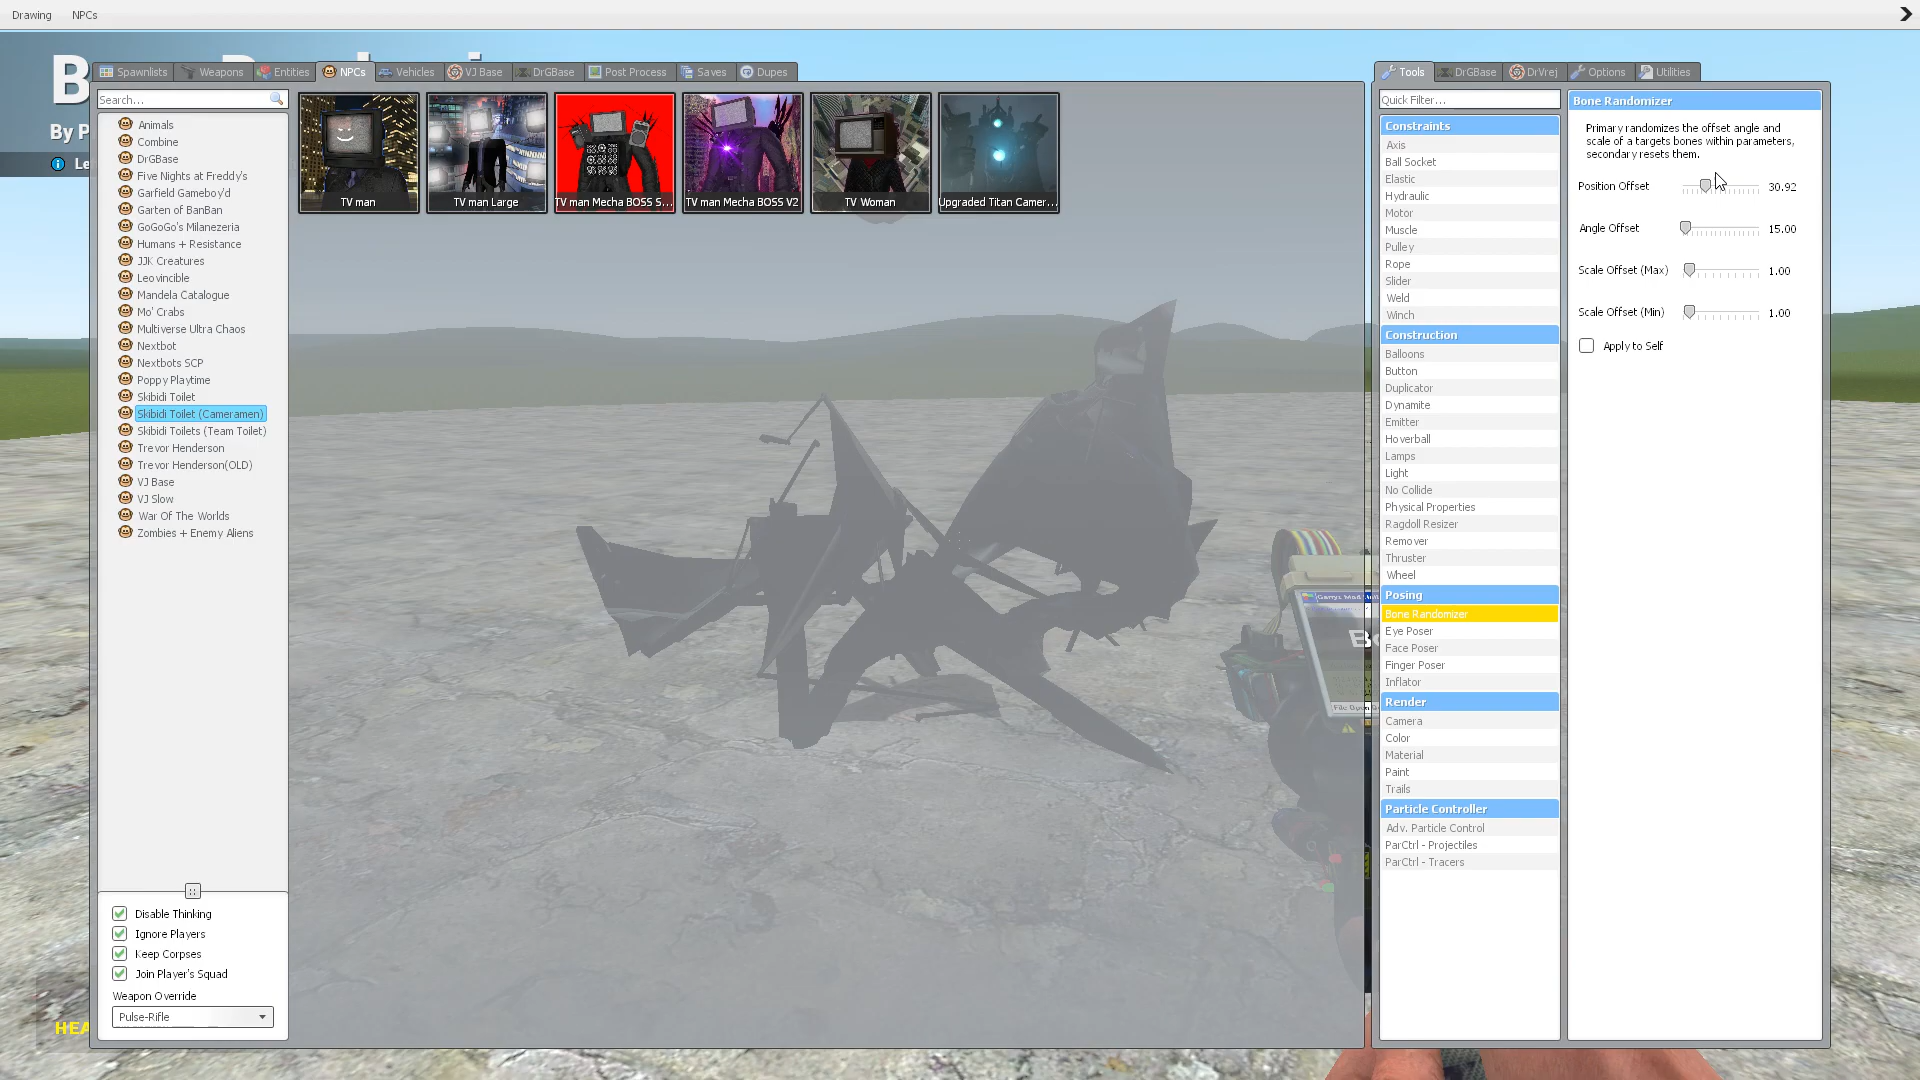 Drawing NPCs
By P
Le
Spawnlists Weapons Entities NPCs Vehicles VJ Base DrGBase Post Process Saves Dupes
Search...
Animals
Combine
DrGBase
Five Nights at Freddy's
Garfield Gameboy'd
Garten of BanBan
GoGoGo's Milanezeria
Humans + Resistance
JJK Creatures
Leovincible
Mandela Catalogue
Mo' Crabs
Multiverse Ultra Chaos
Nextbot
Nextbots SCP
Poppy Playtime
Skibidi Toilet
Skibidi Toilet (Cameramen)
Skibidi Toilets (Team Toilet)
Trevor Henderson
Trevor Henderson(OLD)
VJ Base
VJ Slow
War Of The Worlds
Zombies + Enemy Aliens
Disable Thinking
Ignore Players
Keep Corpses
Join Player's Squad
Weapon Override
Pulse-Rifle
HEA
TV man
TV man Large
TV man Mecha BOSS S...
TV man Mecha BOSS V2
TV Woman
Upgraded Titan Camer...
Tools DrGBase DrVrej Options Utilities
Quick Filter...
Constraints
Axis
Ball Socket
Elastic
Hydraulic
Motor
Muscle
Pulley
Rope
Slider
Weld
Winch
Construction
Balloons
Button
Duplicator
Dynamite
Emitter
Hoverball
Lamps
Light
No Collide
Physical Properties
Ragdoll Resizer
Remover
Thruster
Wheel
Posing
Bone Randomizer
Eye Poser
Face Poser
Finger Poser
Inflator
Render
Camera
Color
Material
Paint
Trails
Particle Controller
Adv. Particle Control
ParCtrl - Projectiles
ParCtrl - Tracers
Bone Randomizer
Primary randomizes the offset angle and
scale of a targets bones within parameters,
secondary resets them.
Position Offset 30.92
Angle Offset 15.00
Scale Offset (Max) 1.00
Scale Offset (Min) 1.00
Apply to Self